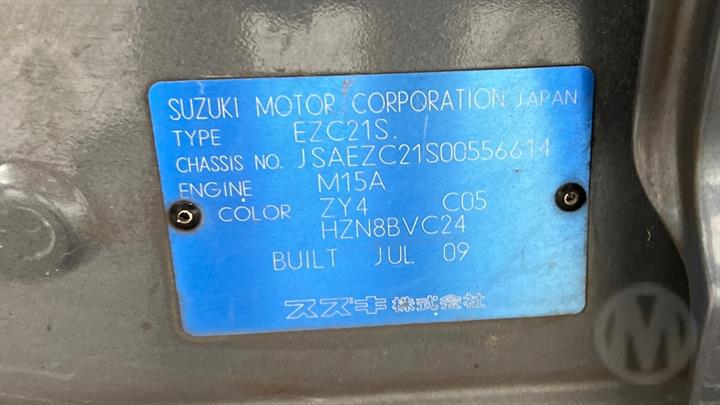 SUZUKI MOTOR CORPORATION JAPAN
TYPE EZC21S.
CHASSIS NO. JSAEZC21S00556614
ENGINE M15A
COLOR ZY4 C05
HZN8BVC24
BUILT JUL 09
スズキ株式会社
M